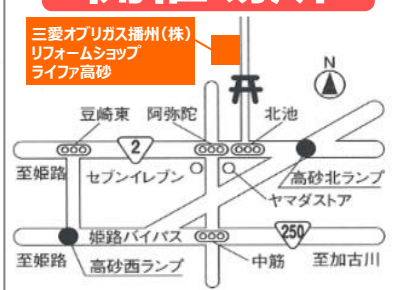 三愛オブリガス播州(株)
リフォームショップ
ライファ高砂
N
豆崎東
阿弥陀
北池
2
至姫路
セブンイレブン
高砂北ランプ
ヤマダストア
姫路バイパス
250
至姫路
高砂西ランプ
中筋
至加古川